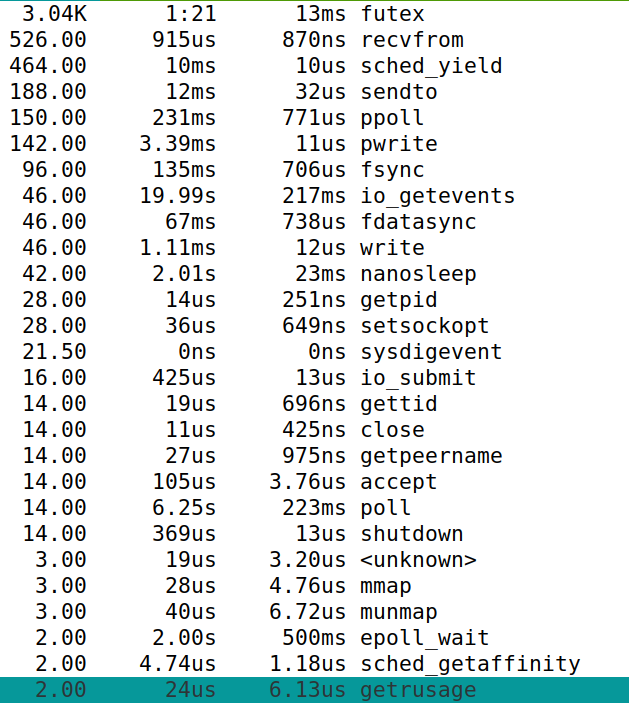 3.04K 1:21 13ms futex
526.00 915us 870ns recvfrom
464.00 10ms 10us sched_yield
188.00 12ms 32us sendto
150.00 231ms 771us ppoll
142.00 3.39ms 11us pwrite
96.00 135ms 706us fsync
46.00 19.99s 217ms io_getevents
46.00 67ms 738us fdatasync
46.00 1.11ms 12us write
42.00 2.01s 23ms nanosleep
28.00 14us 251ns getpid
28.00 36us 649ns setsockopt
21.50 0ns 0ns sysdigevent
16.00 425us 13us io_submit
14.00 19us 696ns gettid
14.00 11us 425ns close
14.00 27us 975ns getpeername
14.00 105us 3.76us accept
14.00 6.25s 223ms poll
14.00 369us 13us shutdown
3.00 19us 3.20us <unknown>
3.00 28us 4.76us mmap
3.00 40us 6.72us munmap
2.00 2.00s 500ms epoll_wait
2.00 4.74us 1.18us sched_getaffinity
2.00 24us 6.13us getrusage